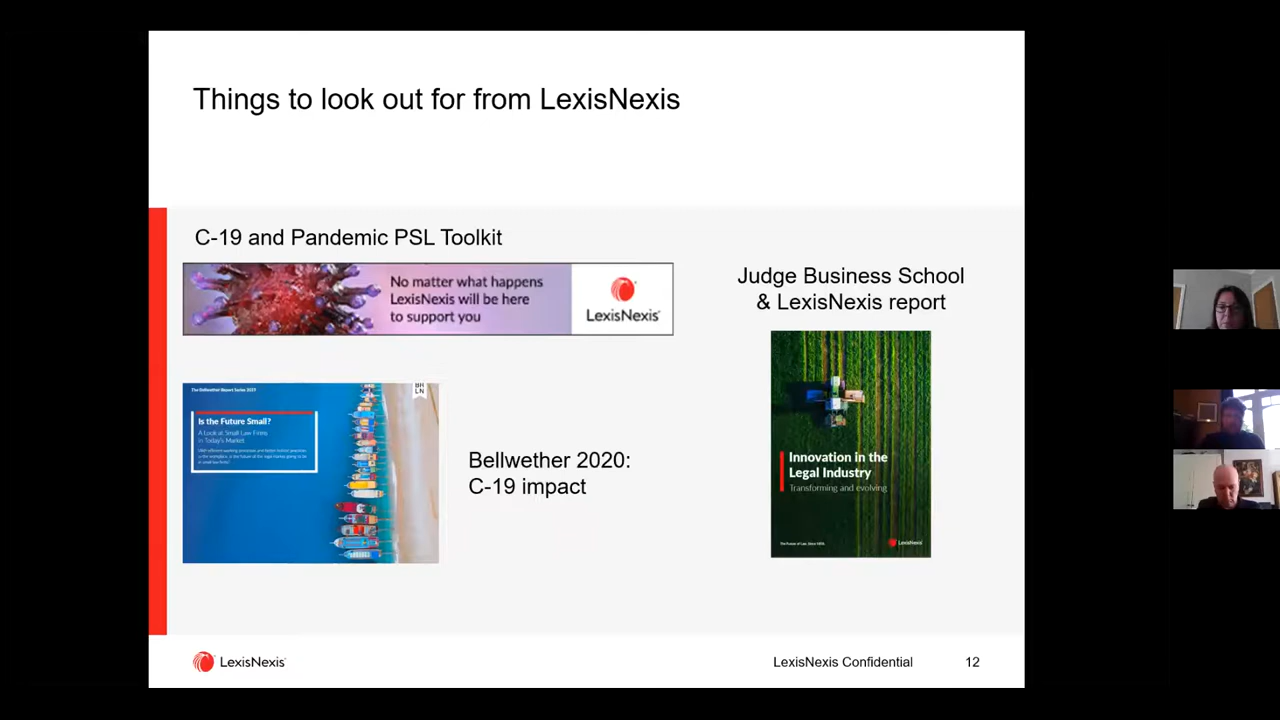 Things to look out for from LexisNexis
C-19 and Pandemic PSL Toolkit
No matter what happens
LexisNexis will be here
to support you
LexisNexis
Judge Business School
& LexisNexis report
The Bellwether Report Series 2019
Is the Future Small?
A Look at Small Law Firms
in Today's Market
Bellwether 2020:
C-19 impact
Innovation in the
Legal Industry
Transforming and evolving
LexisNexis
LexisNexis
LexisNexis Confidential
12